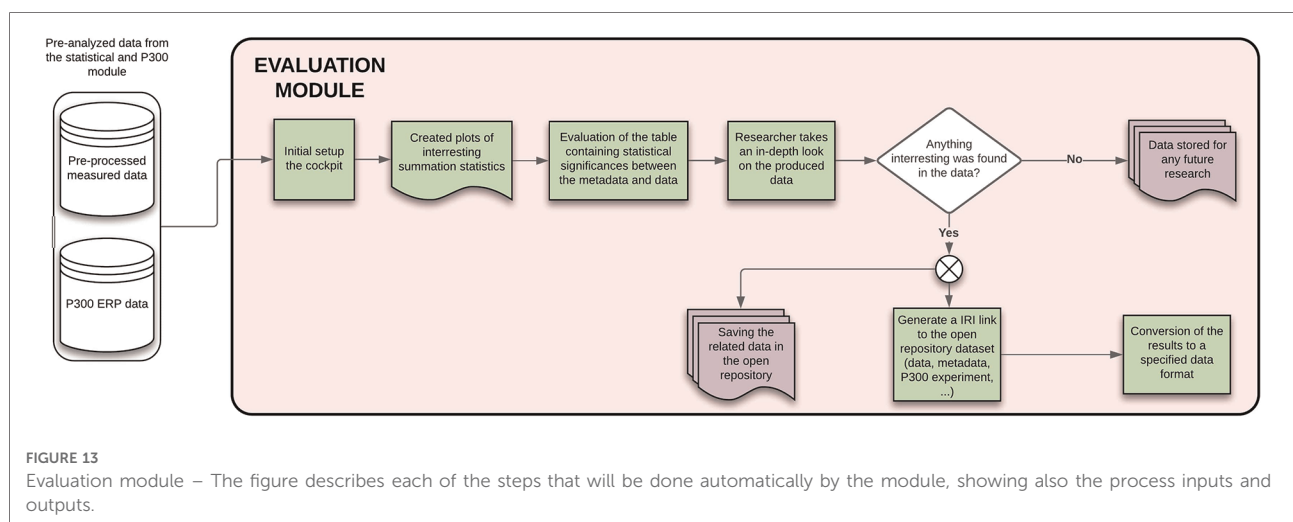 Pre-analyzed data from
the statistical and P300
module
Pre-processed
measured data
P300 ERP data
EVALUATION
MODULE
Initial setup
the cockpit
Created plots of
interresting
summation statistics
Evaluation of the table
containing statistical
significances between
the metadata and data
Researcher takes
an in-depth look
on the produced
data
Anything
interresting was found
in the data?
No
Data stored for
any future
research
Yes
Saving the
related data in
the open
repository
Generate a IRI link
to the open
repository dataset
(data, metadata,
P300 experiment,
...)
Conversion of the
results to a
specified data
format
FIGURE 13
Evaluation module – The figure describes each of the steps that will be done automatically by the module, showing also the process inputs and
outputs.